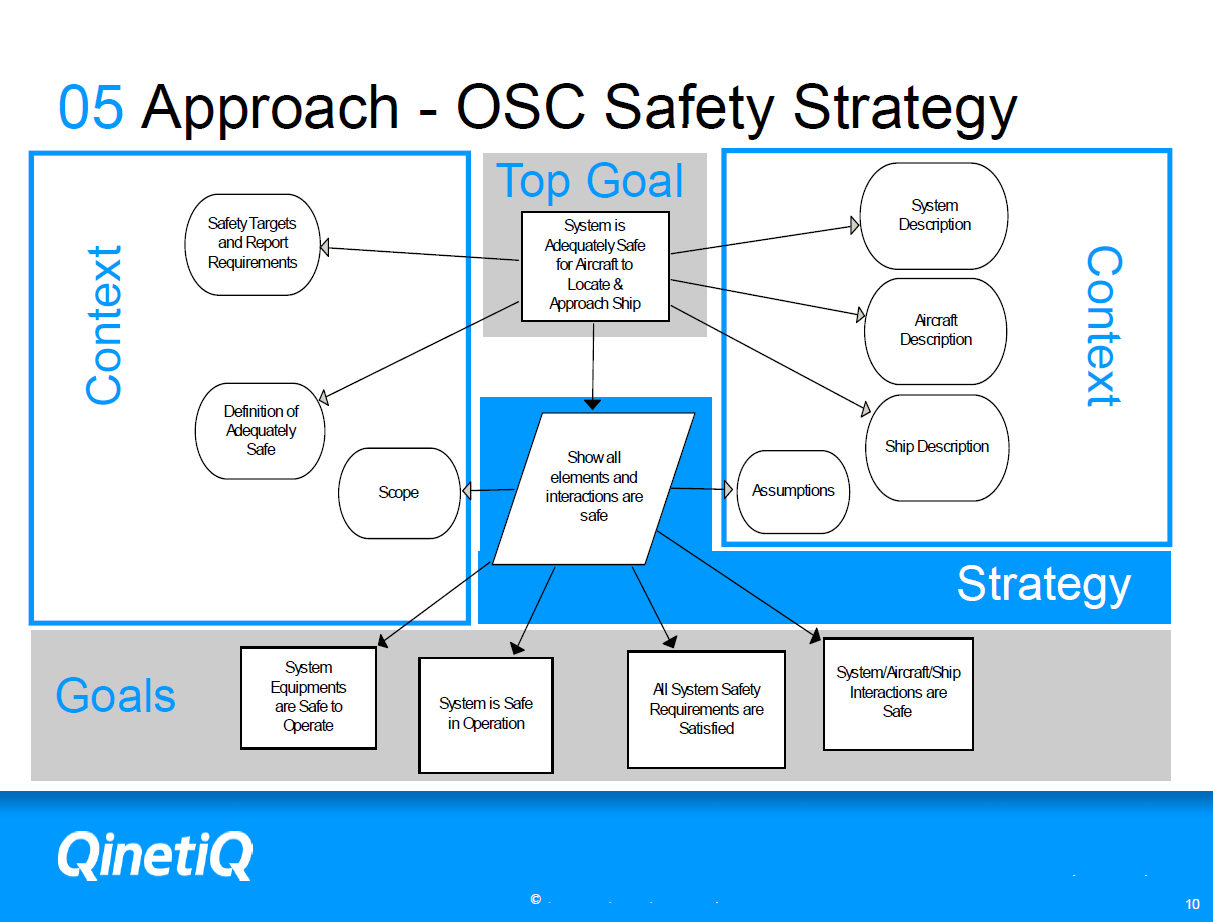 05 Approach - OSC Safety Strategy
Context
Safety Targets
and Report
Requirements
Definition of
Adequately
Safe
Scope
Top Goal
System is
Adequately Safe
for Aircraft to
Locate &
Approach Ship
Context
System
Description
Aircraft
Description
Ship Description
Assumptions
Show all
elements and
interactions are
safe
Strategy
Goals
System
Equipments
are Safe to
Operate
System is Safe
in Operation
All System Safety
Requirements are
Satisfied
System/Aircraft/Ship
Interactions are
Safe
QinetiQ
©
10